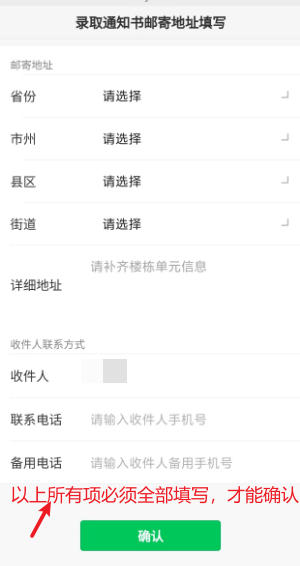 录取通知书邮寄地址填写
邮寄地址
省份 请选择
市州 请选择
县区 请选择
街道 请选择
请补齐楼栋单元信息
详细地址
收件人联系方式
收件人
联系电话 请输入收件人手机号
备用电话 请输入收件人备用手机号
以上所有项必须全部填写，才能确认
确认